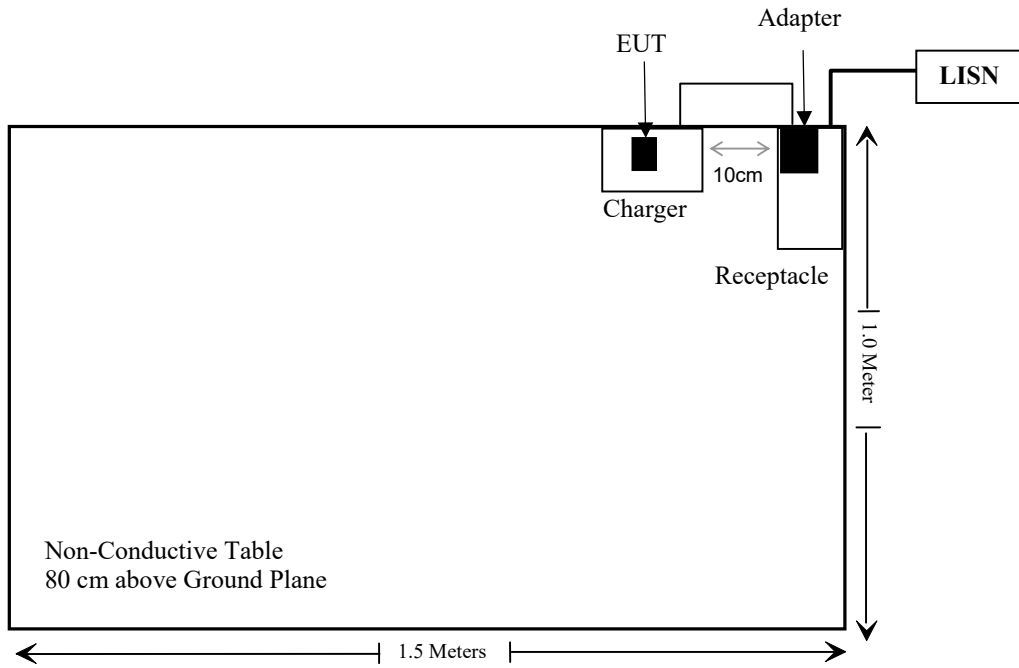 Adapter
EUT
LISN
10cm
Charger
Receptacle
1.0 Meter
Non-Conductive Table
80 cm above Ground Plane
1.5 Meters